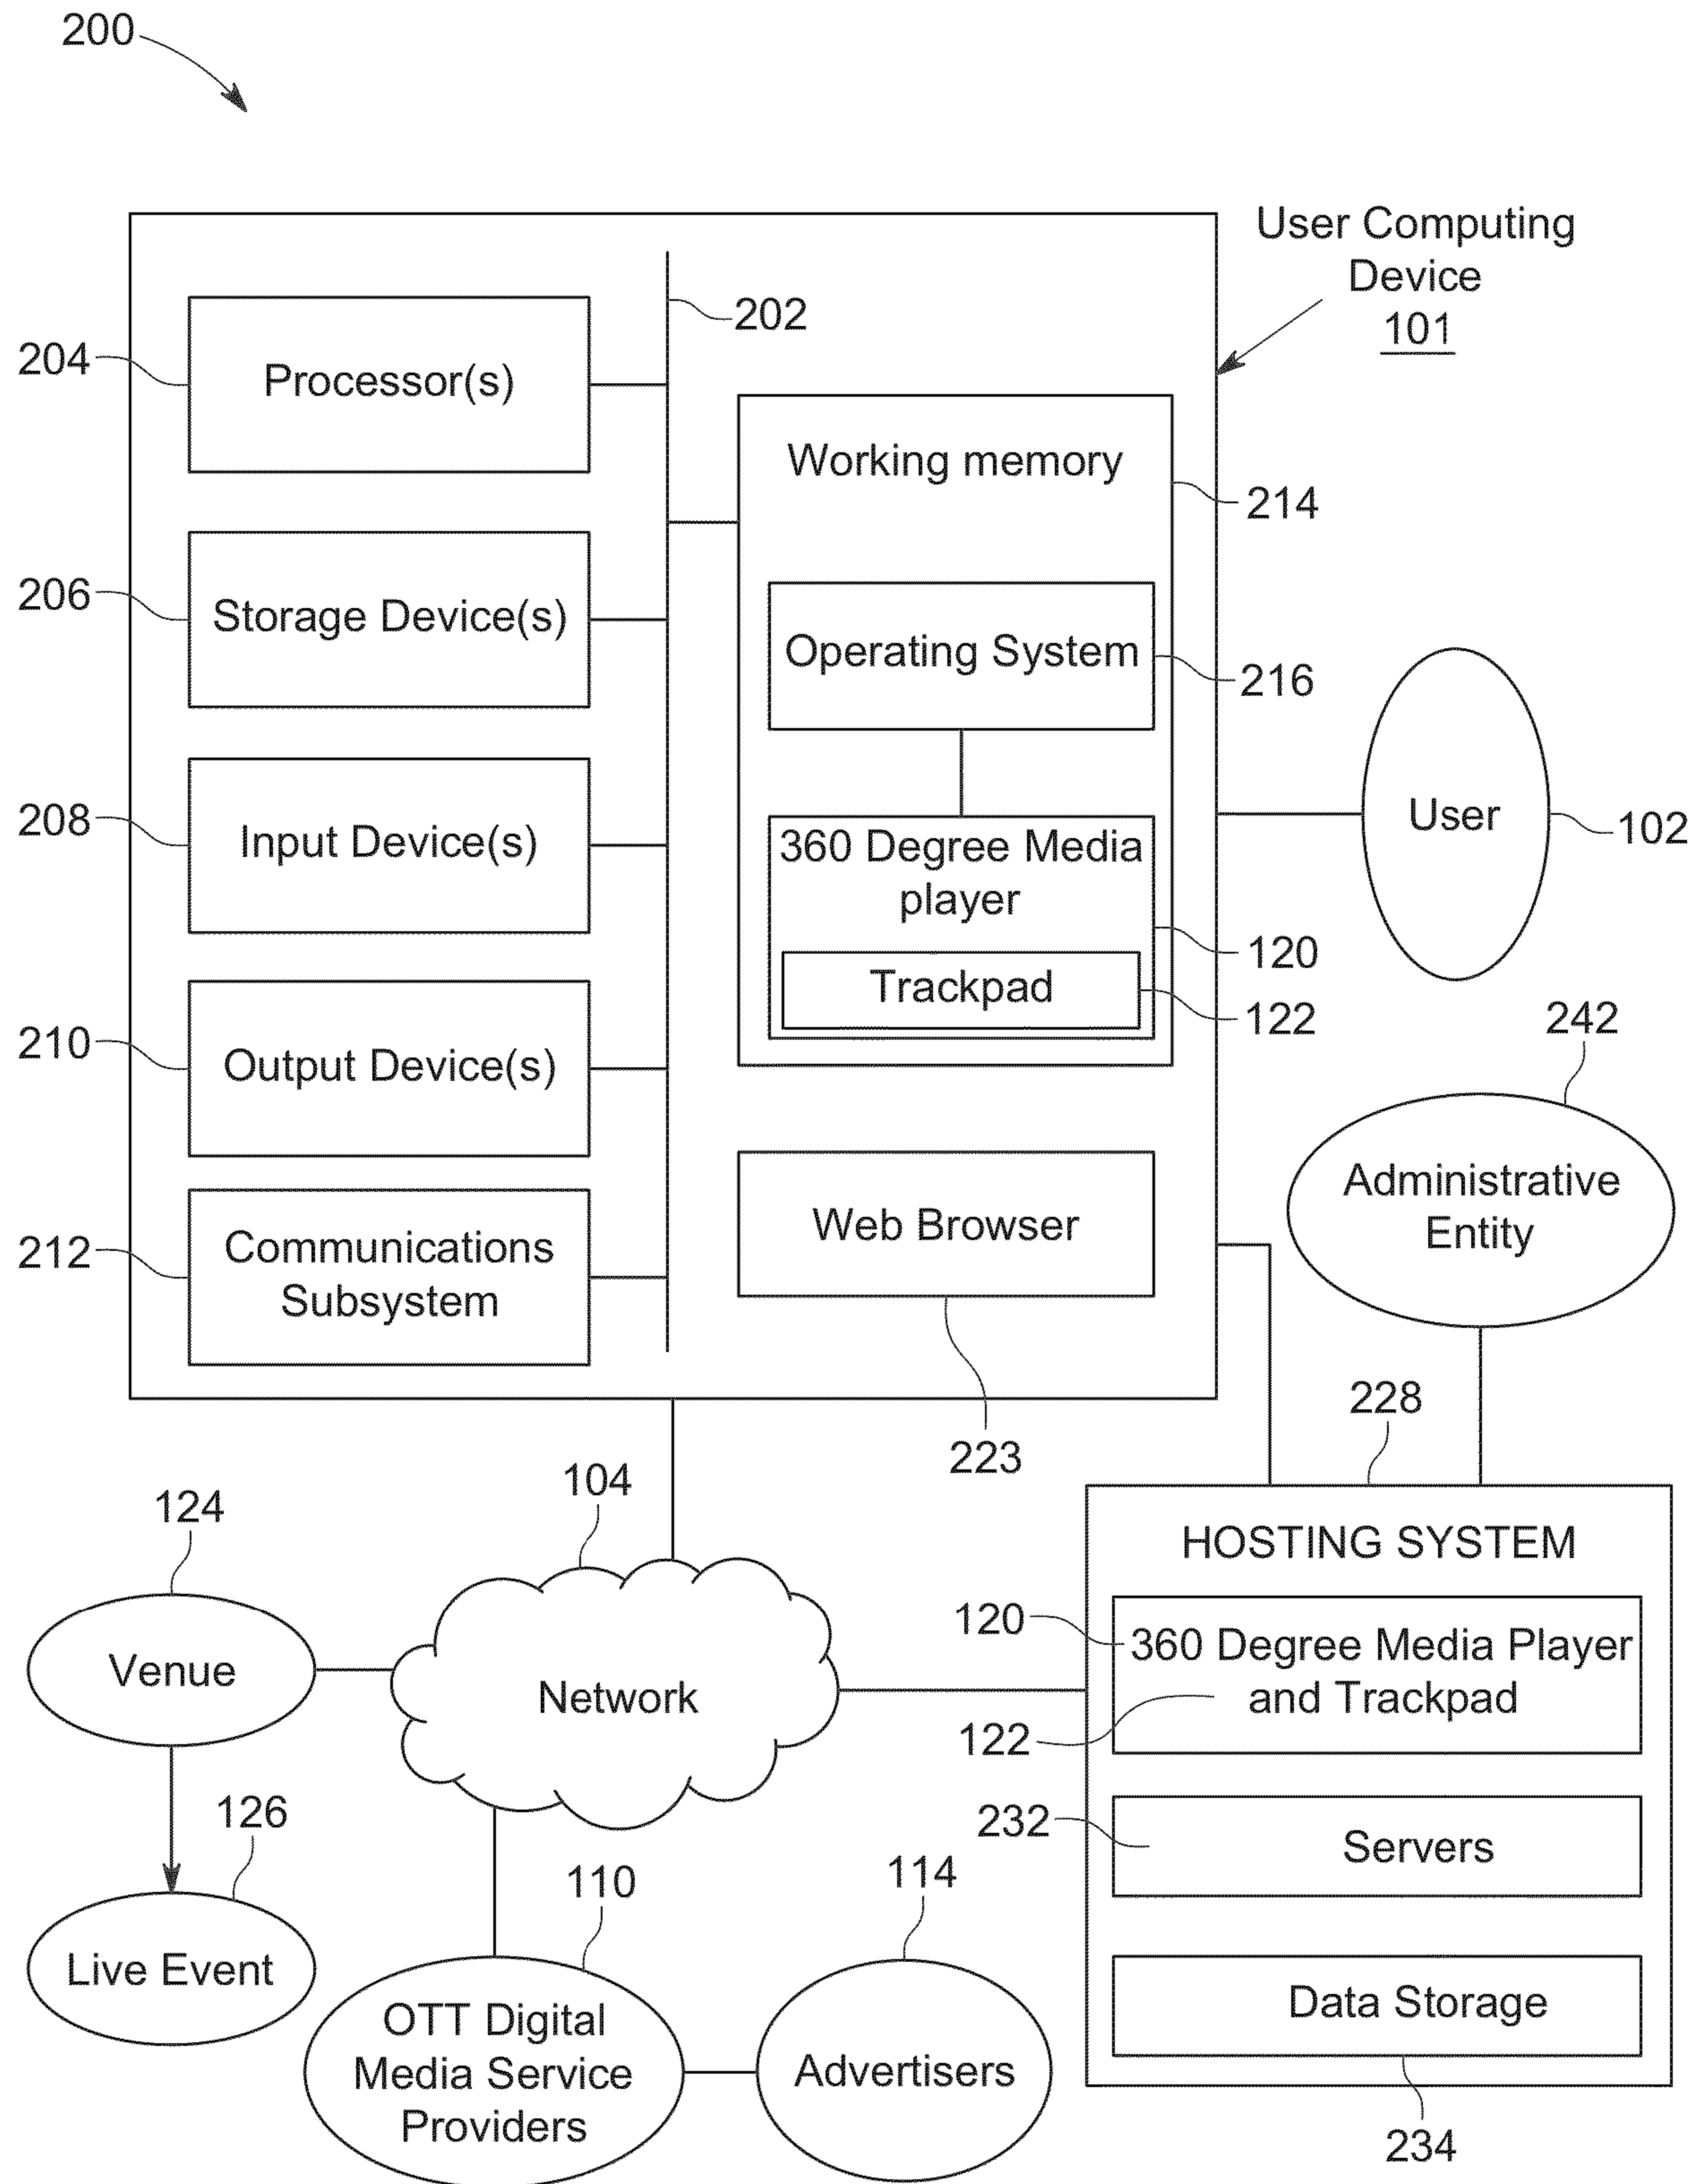 200
User Computing
Device
101
202
204
Processor(s)
Working memory
214
206
Storage Device(s)
Operating System
216
208
Input Device(s)
360 Degree Media
player
120
Trackpad
122
User
102
210
Output Device(s)
242
Administrative
Entity
212
Communications
Subsystem
Web Browser
223
228
104
124
Venue
Network
HOSTING SYSTEM
120
360 Degree Media Player
and Trackpad
122
126
Live Event
232
Servers
110
OTT Digital
Media Service
Providers
114
Advertisers
Data Storage
234